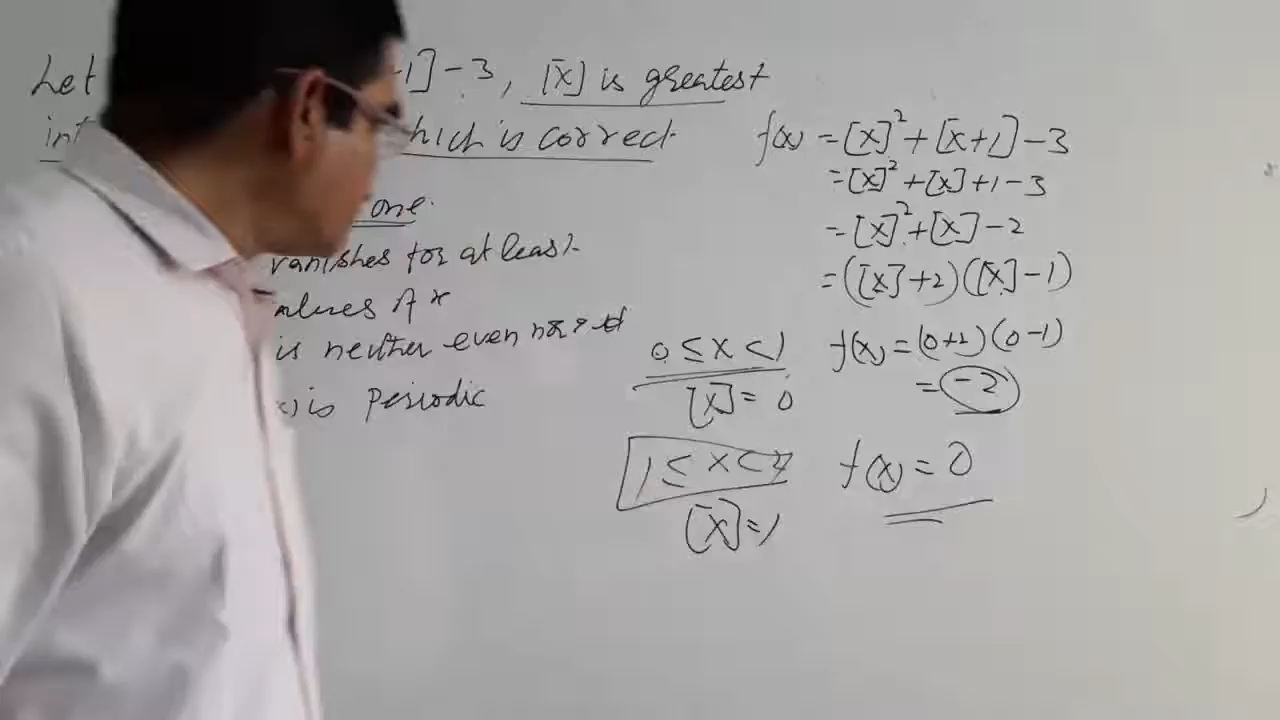 Let -1]-3, [x] is greatest
int hich is correct
one.
vanishes for at least
values of x
is neither even nor odd
x) is Periodic
f(x) = [x]² + [x+1] - 3
= [x]² + [x] + 1 - 3
= [x]² + [x] - 2
= ([x]+2)([x]-1)
0 ≤ x < 1 f(x) = (0+2)(0-1)
[x] = 0 = -2
1 ≤ x < 2 f(x) = 0
[x] = 1